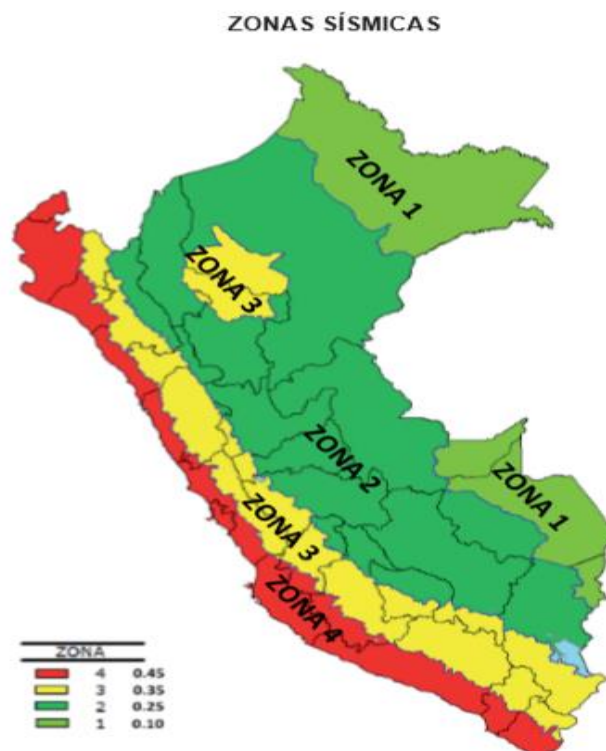 ZONAS SÍSMICAS
ZONA 1
ZONA 3
ZONA 2
ZONA 1
ZONA 3
ZONA 4
ZONA
4 0.45
3 0.35
2 0.25
1 0.10